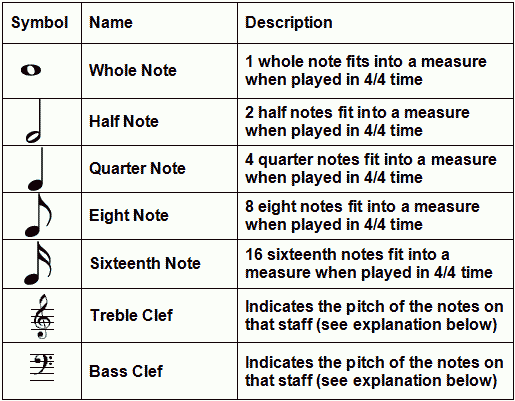 Symbol Name Description
Whole Note 1 whole note fits into a measure
when played in 4/4 time
Half Note 2 half notes fit into a measure
when played in 4/4 time
Quarter Note 4 quarter notes fit into a measure
when played in 4/4 time
Eight Note 8 eight notes fit into a measure
when played in 4/4 time
Sixteenth Note 16 sixteenth notes fit into a
measure when played in 4/4 time
Treble Clef Indicates the pitch of the notes on
that staff (see explanation below)
Bass Clef Indicates the pitch of the notes on
that staff (see explanation below)